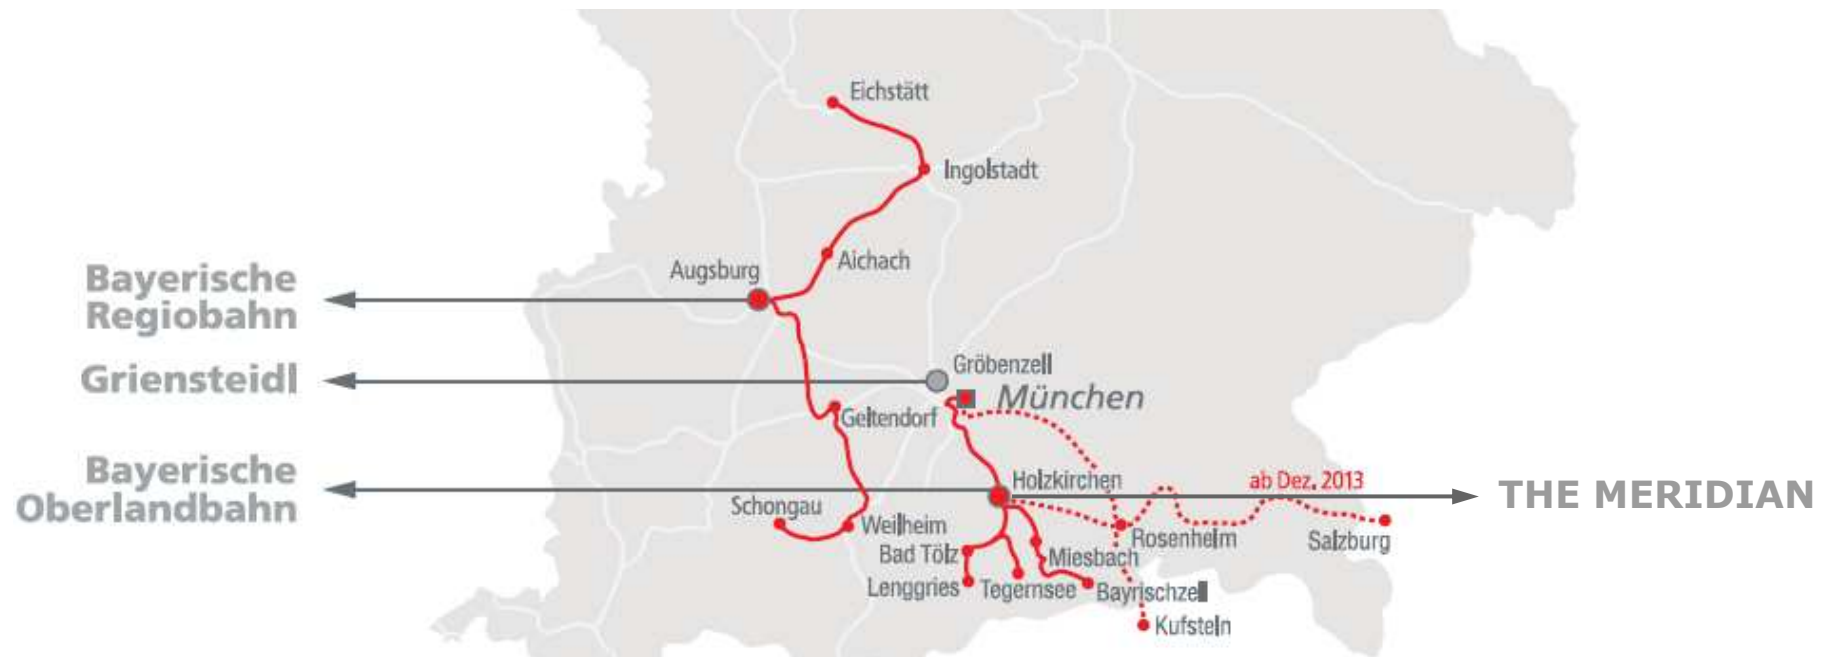 Eichstätt
Ingolstadt
Aichach
Augsburg
Bayerische
Regiobahn
Gröbenzell
Griensteidl
München
Geltendorf
Bayerische
Oberlandbahn
Holzkirchen
ab Dez. 2013
THE MERIDIAN
Schongau
Weilheim
Rosenheim
Salzburg
Bad Tölz
Miesbach
Lenggries
Tegernsee
Bayrischzell
Kufstein